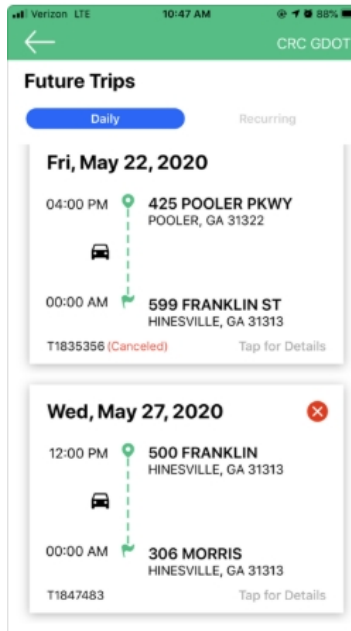 Verizon LTE 10:47 AM 88%
CRC GDOT
Future Trips
Daily Recurring
Fri, May 22, 2020
04:00 PM 425 POOLER PKWY
POOLER, GA 31322
00:00 AM 599 FRANKLIN ST
HINESVILLE, GA 31313
T1835356 (Canceled) Tap for Details
Wed, May 27, 2020
12:00 PM 500 FRANKLIN
HINESVILLE, GA 31313
00:00 AM 306 MORRIS
HINESVILLE, GA 31313
T1847483 Tap for Details